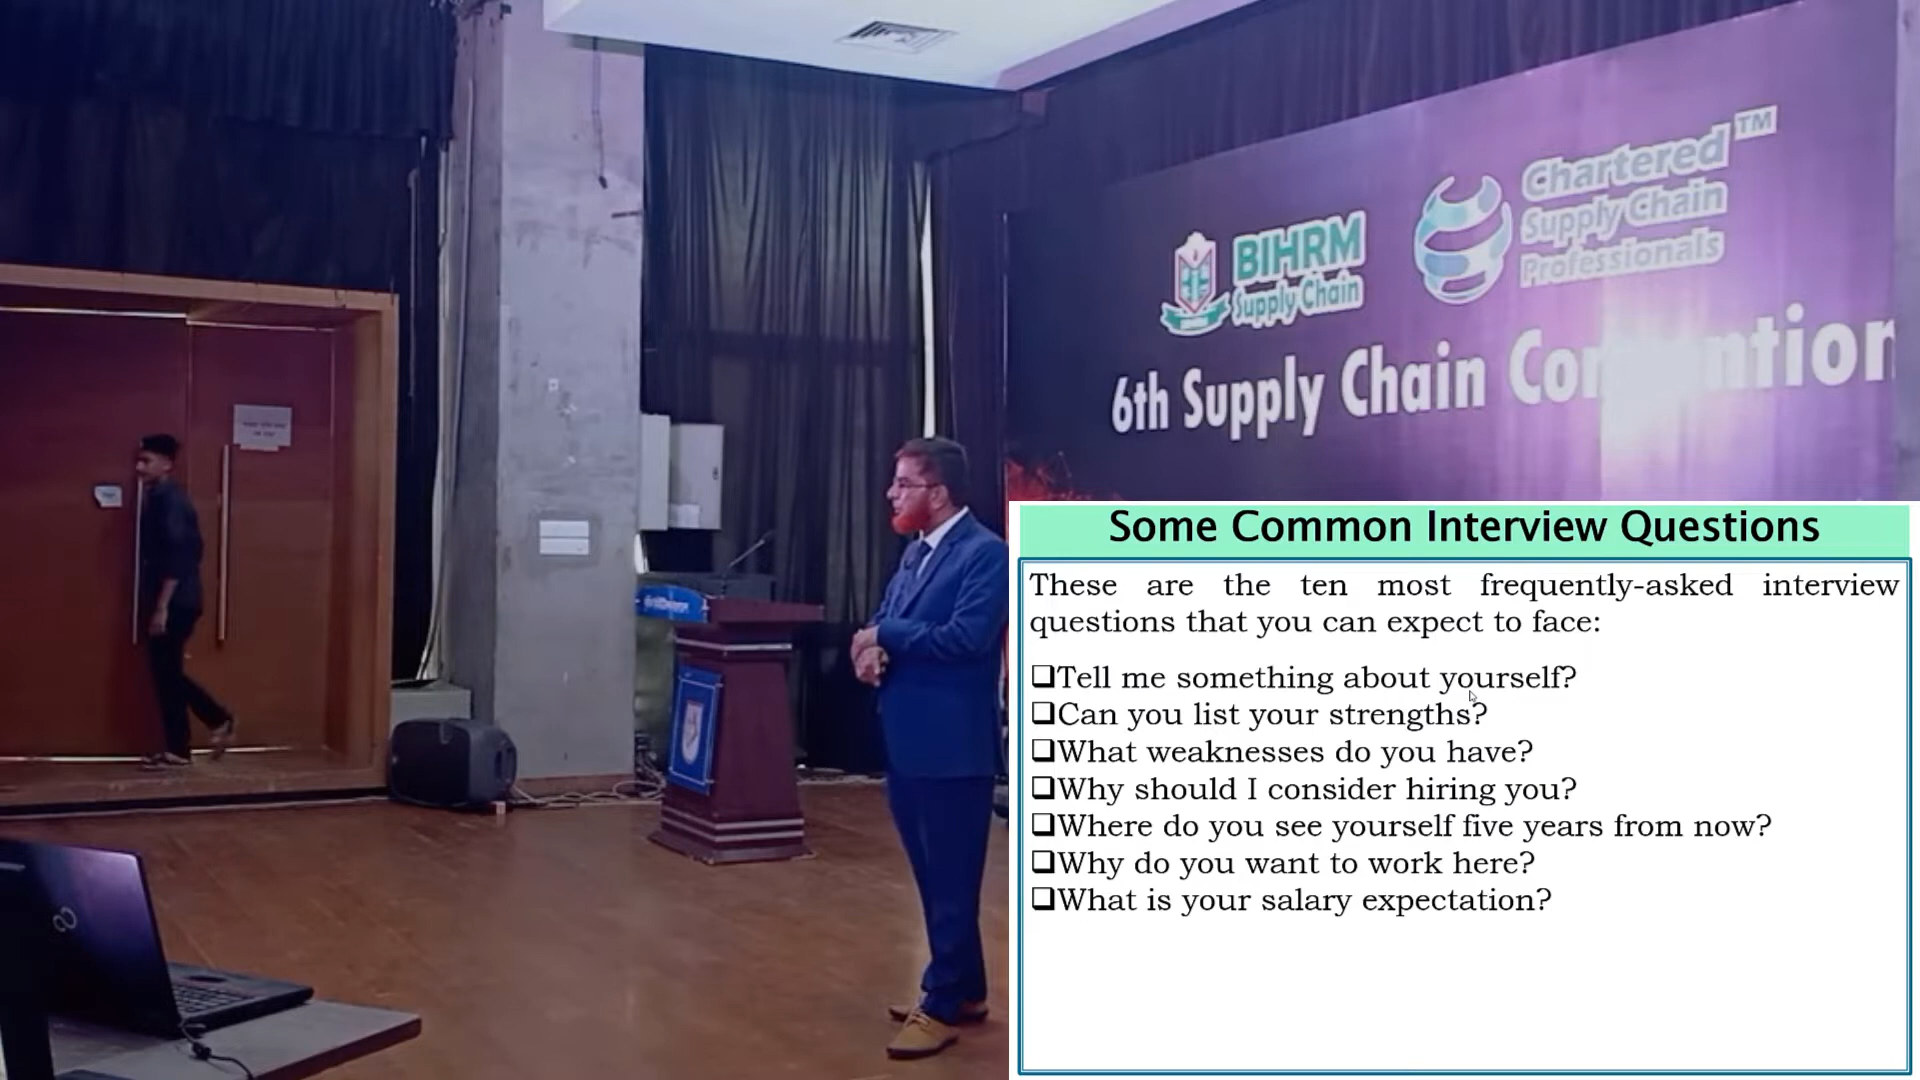 BIHRM
Supply Chain
Chartered™
Supply Chain
Professionals
6th Supply Chain
Some Common Interview Questions
These are the ten most frequently-asked interview
questions that you can expect to face:
❑Tell me something about yourself?
❑Can you list your strengths?
❑What weaknesses do you have?
❑Why should I consider hiring you?
❑Where do you see yourself five years from now?
❑Why do you want to work here?
❑What is your salary expectation?